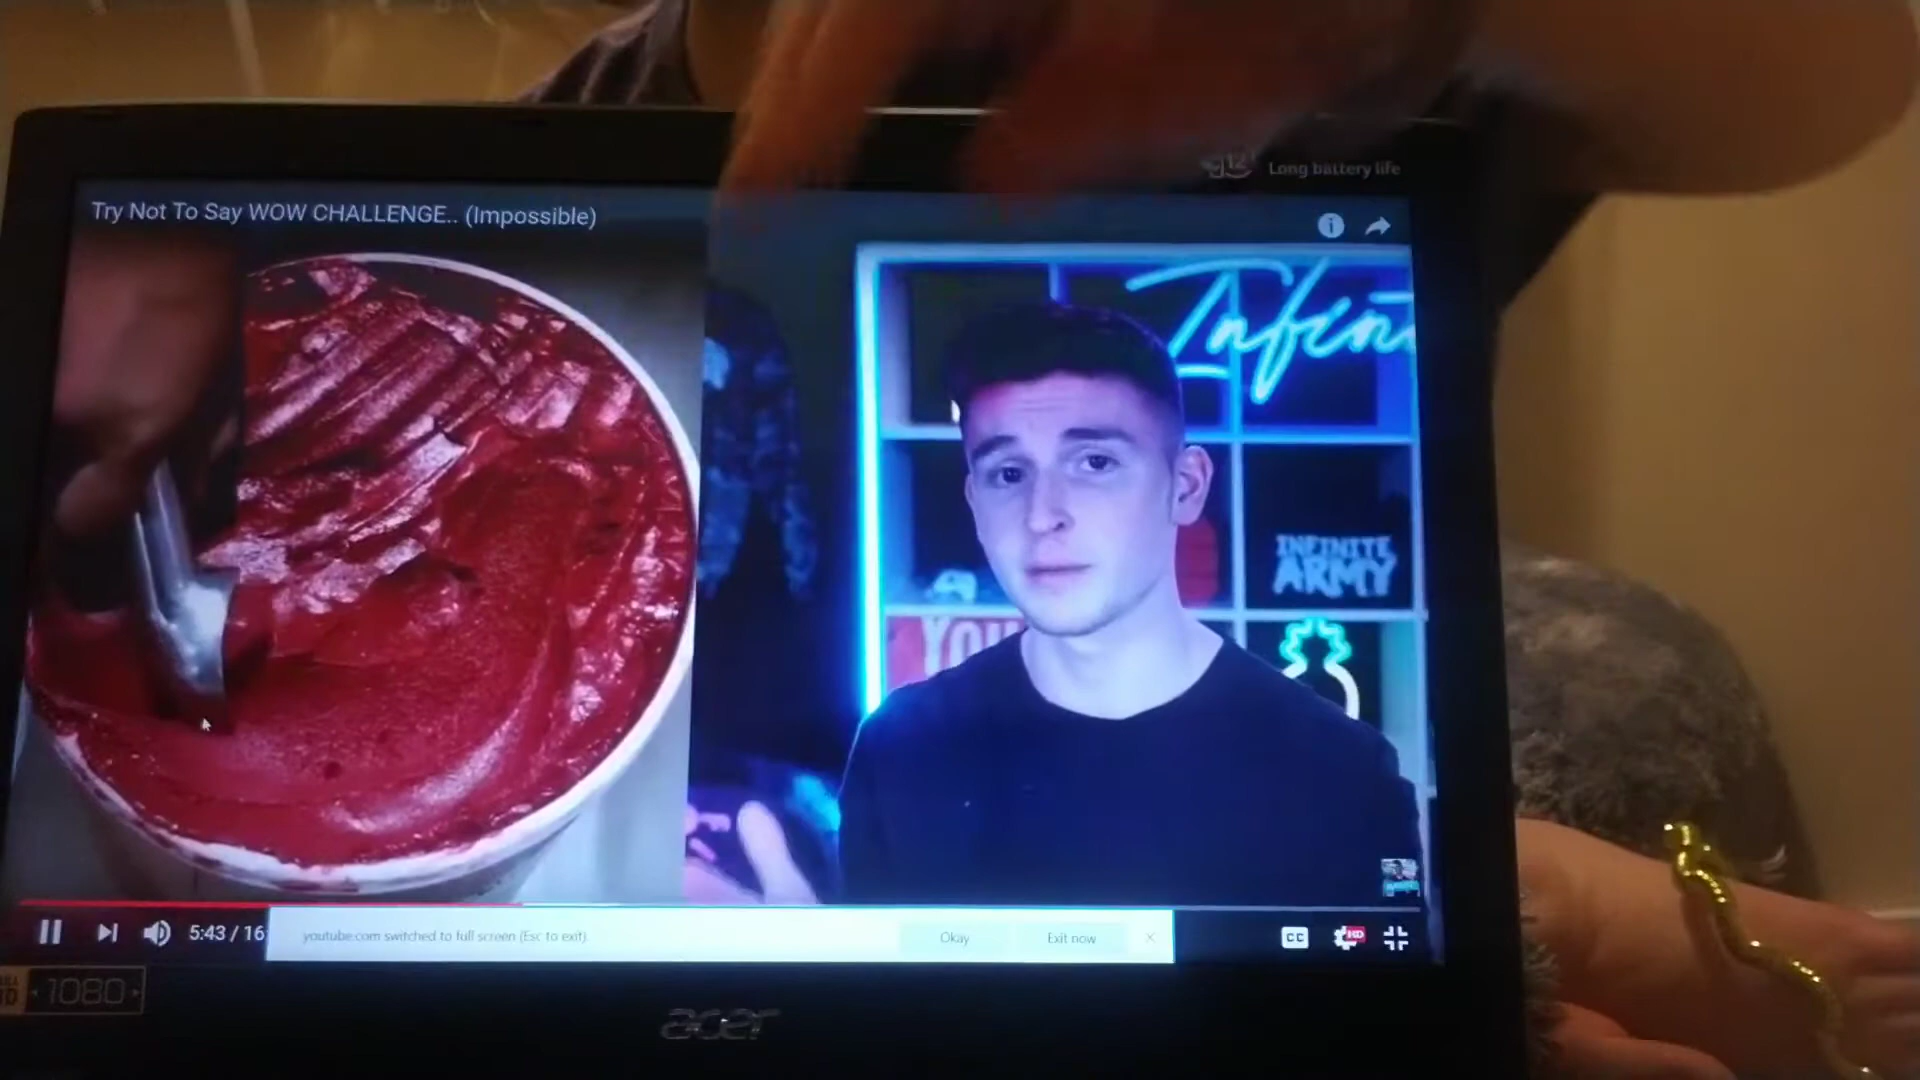 Long battery life
Try Not To Say WOW CHALLENGE.. (Impossible)
INFINITE
ARMY
YOU
5:43 / 16
youtube.com switched to full screen (Esc to exit)
Okay
Exit now
CC
HD
1080
acer